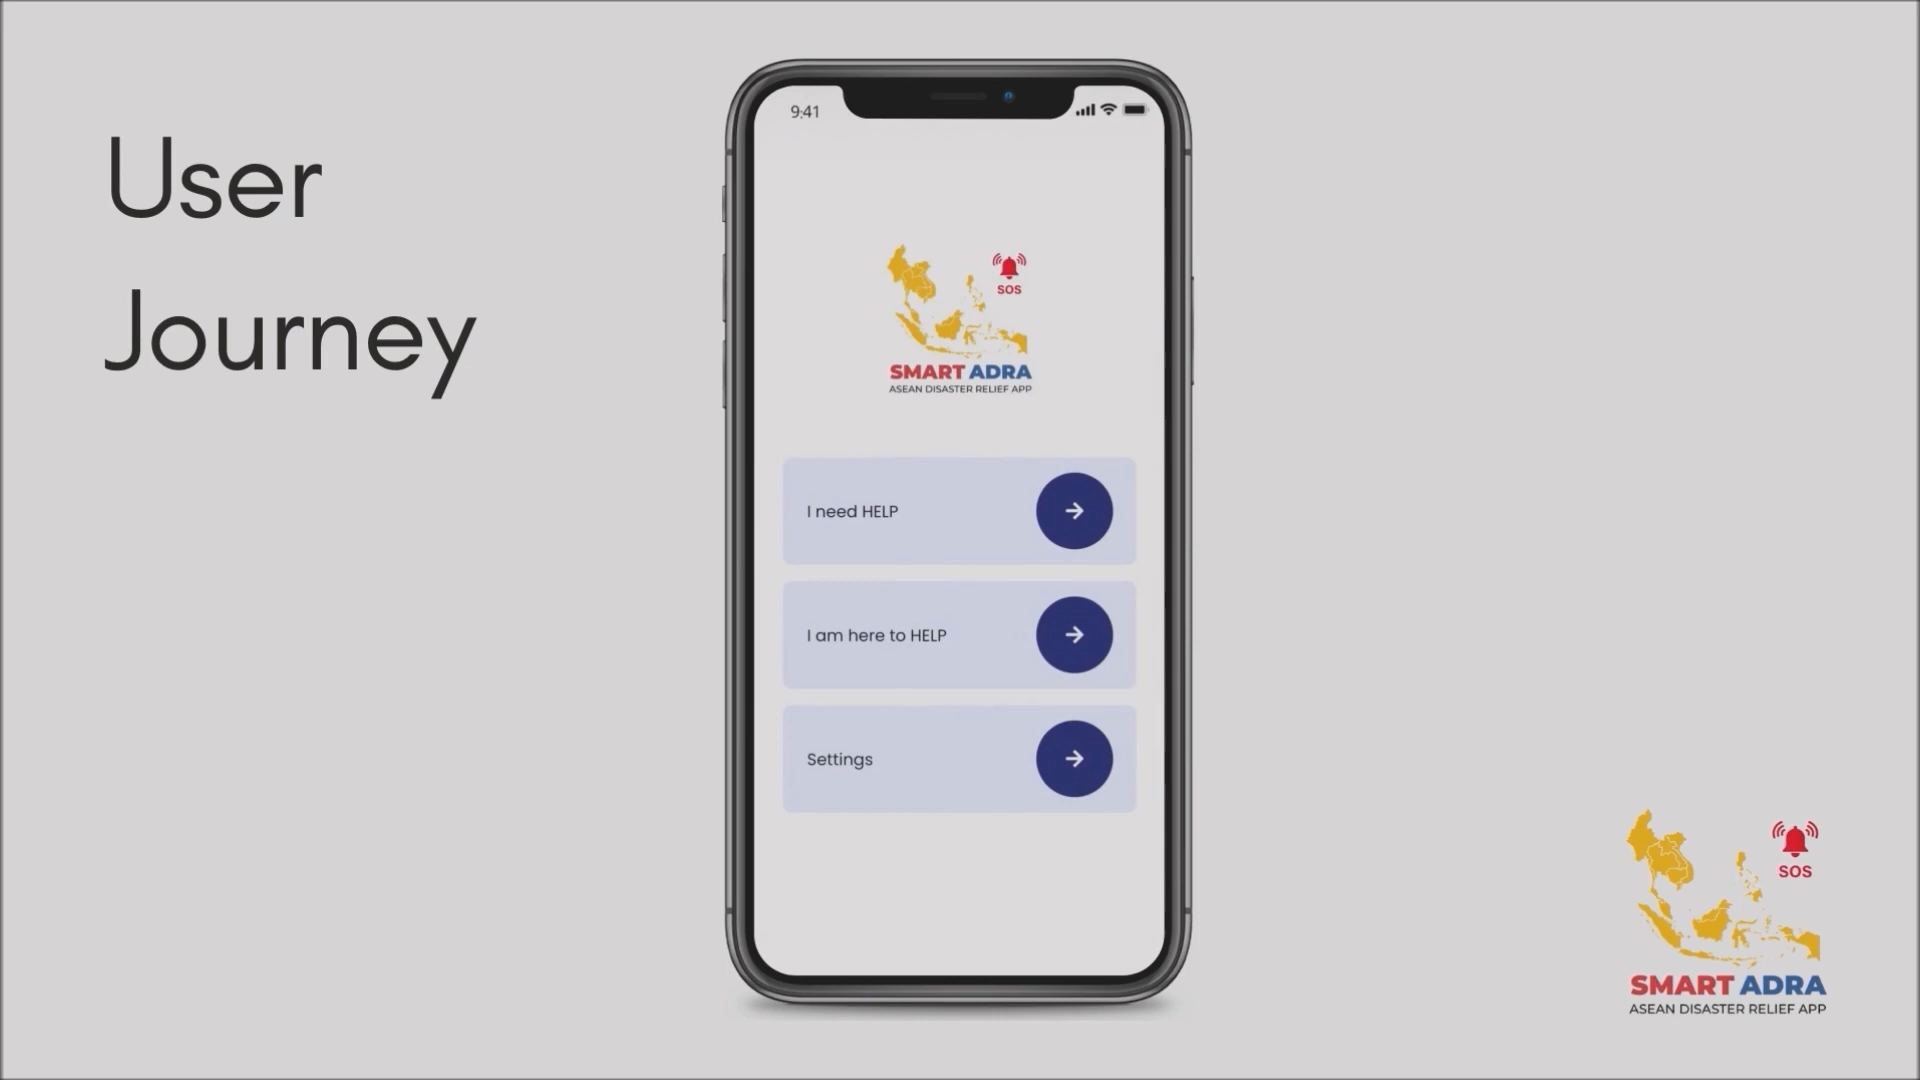 User
Journey
9:41
SOS
SMART ADRA
ASEAN DISASTER RELIEF APP
I need HELP
I am here to HELP
Settings
SOS
SMART ADRA
ASEAN DISASTER RELIEF APP